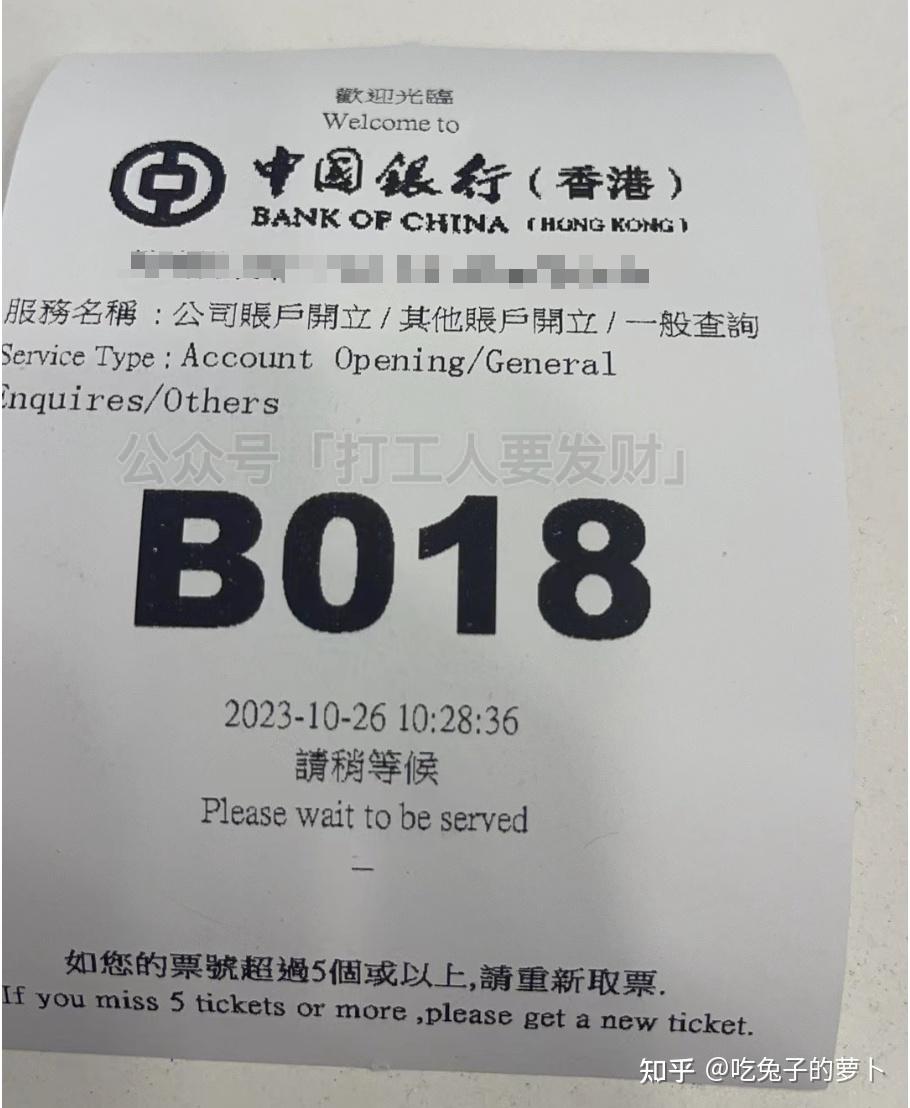 歡迎光臨
Welcome to
中国銀行(香港)
BANK OF CHINA (HONG KONG)
服務名稱:公司賬戶開立/其他賬戶開立/一般查詢
Service Type : Account Opening/General
Enquires/Others
公众号「打工人要发财」
B018
2023-10-26 10:28:36
請稍等候
Please wait to be served
—
如您的票號超過5個或以上,請重新取票.
If you miss 5 tickets or more ,please get a new ticket.
知乎 @吃兔子的萝卜